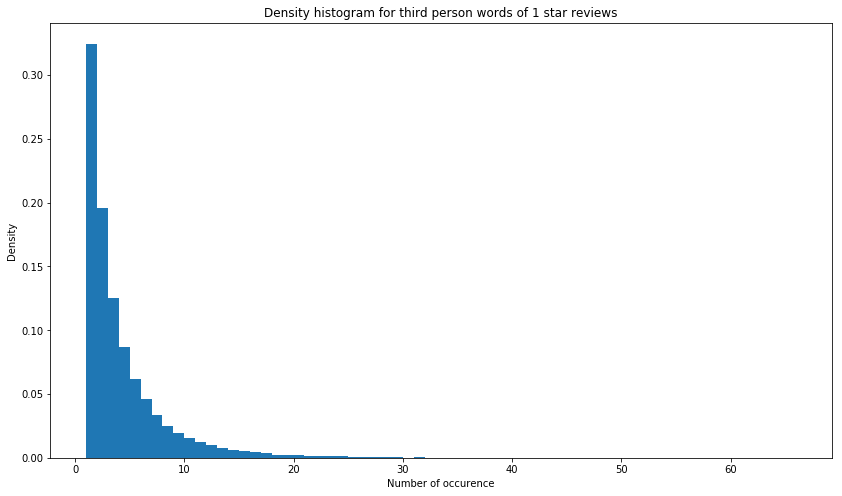 Density histogram for third person words of 1 star reviews
0.30
0.25
0.20
0.15
0.10
0.05
0.00
Density
0 10 20 30 40 50 60
Number of occurence